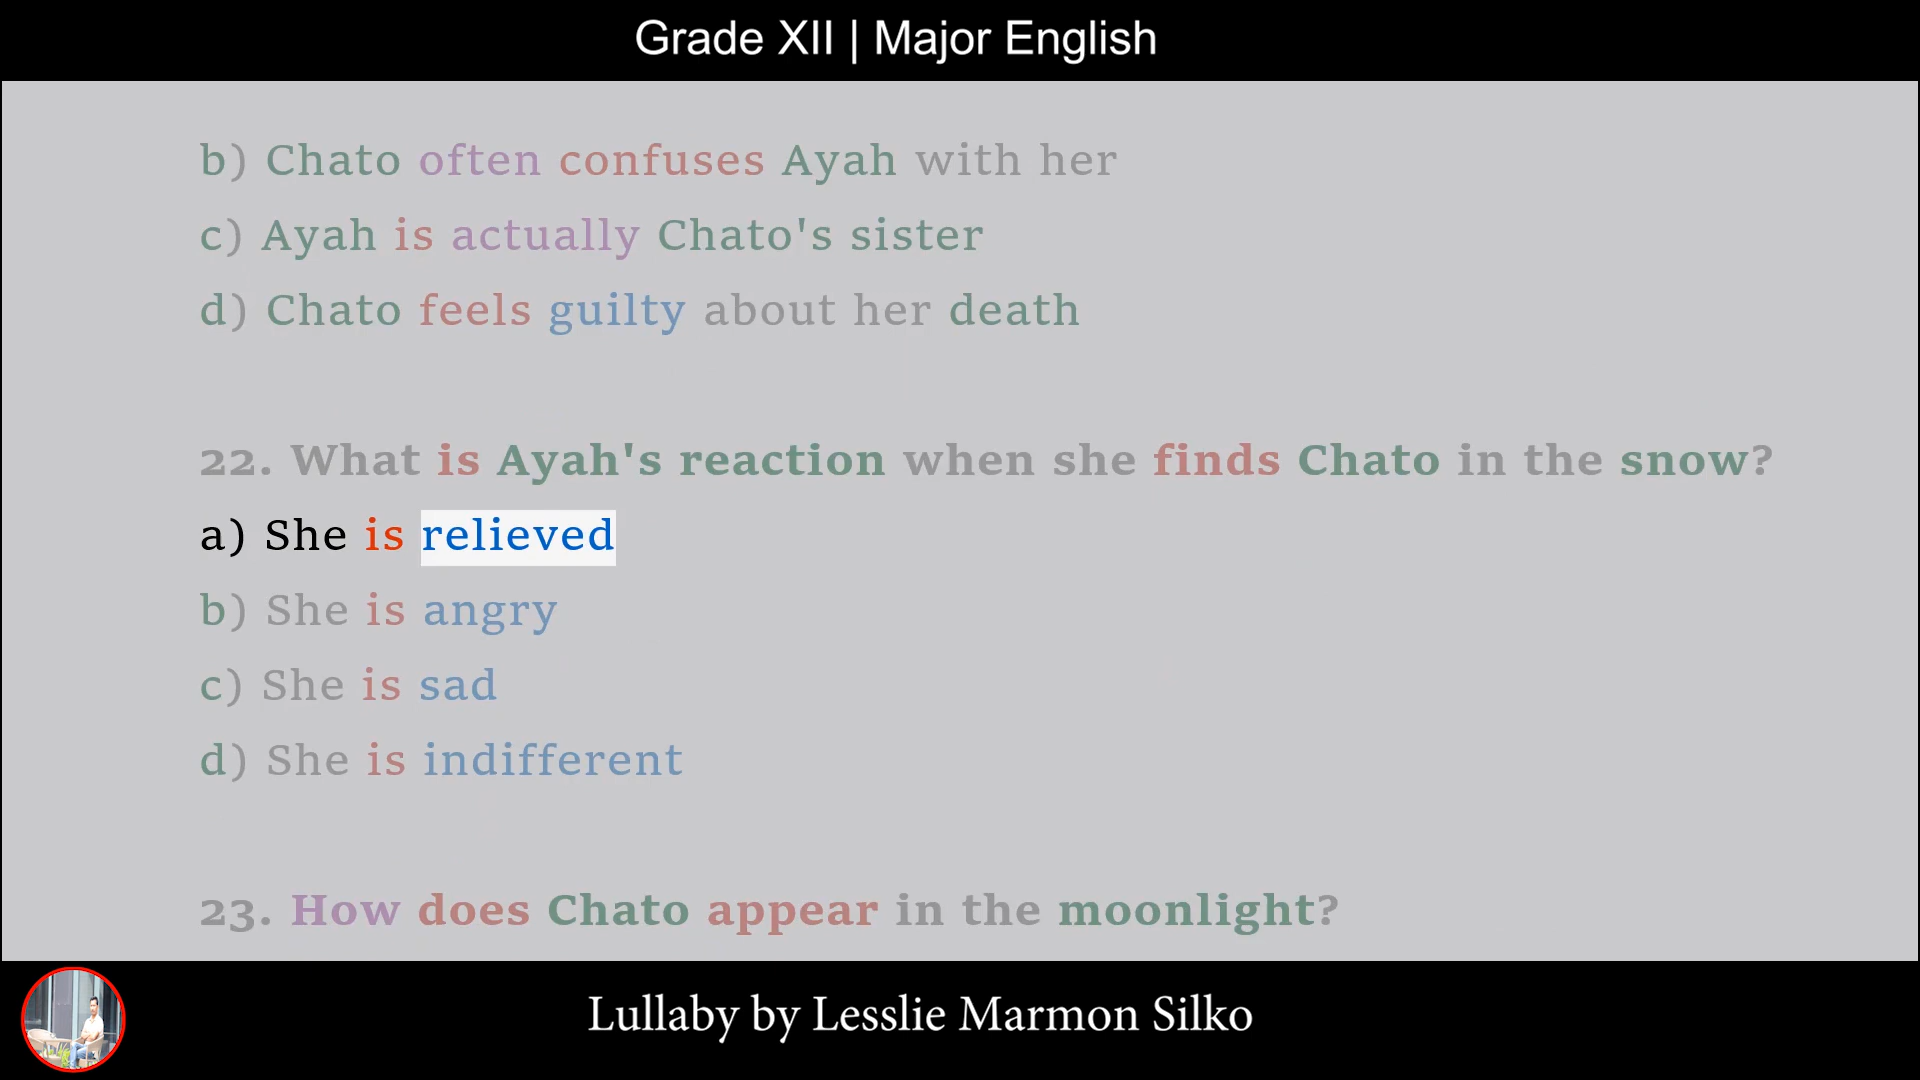 Grade XII | Major English
b) Chato often confuses Ayah with her
c) Ayah is actually Chato's sister
d) Chato feels guilty about her death
22. What is Ayah's reaction when she finds Chato in the snow?
a) She is relieved
b) She is angry
c) She is sad
d) She is indifferent
23. How does Chato appear in the moonlight?
Lullaby by Lesslie Marmon Silko